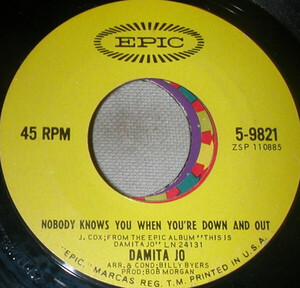 EPIC
45 RPM
5-9821
ZSP 110885
NOBODY KNOWS YOU WHEN YOU'RE DOWN AND OUT
J. COX;FROM THE EPIC ALBUM "THIS IS
DAMITA JO" LN 24131
DAMITA JO
ARR. & COND: BILLY BYERS
PROD: BOB MORGAN
"EPIC," MARCAS REG. T.M. PRINTED IN U.S.A.